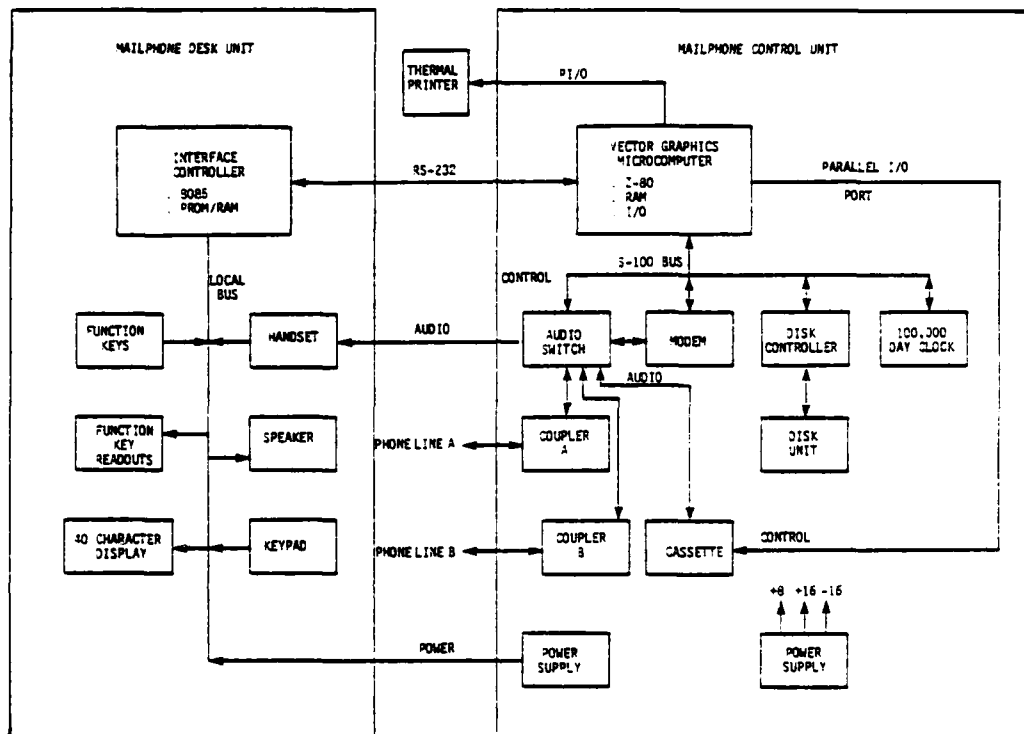 MAILPHONE DESK UNIT
MAILPHONE CONTROL UNIT
THERMAL
PRINTER
PI/O
INTERFACE
CONTROLLER
. 8085
. PROM/RAM
RS-232
VECTOR GRAPHICS
MICROCOMPUTER
. Z-80
. RAM
. I/O
PARALLEL I/O
PORT
LOCAL
BUS
CONTROL
S-100 BUS
FUNCTION
KEYS
HANDSET
AUDIO
AUDIO
SWITCH
MODEM
DISK
CONTROLLER
100,000
DAY CLOCK
AUDIO
FUNCTION
KEY
READOUTS
SPEAKER
PHONE LINE A
COUPLER
A
DISK
UNIT
40 CHARACTER
DISPLAY
KEYPAD
PHONE LINE B
COUPLER
B
CASSETTE
CONTROL
+8 +16 -16
POWER
POWER
SUPPLY
POWER
SUPPLY